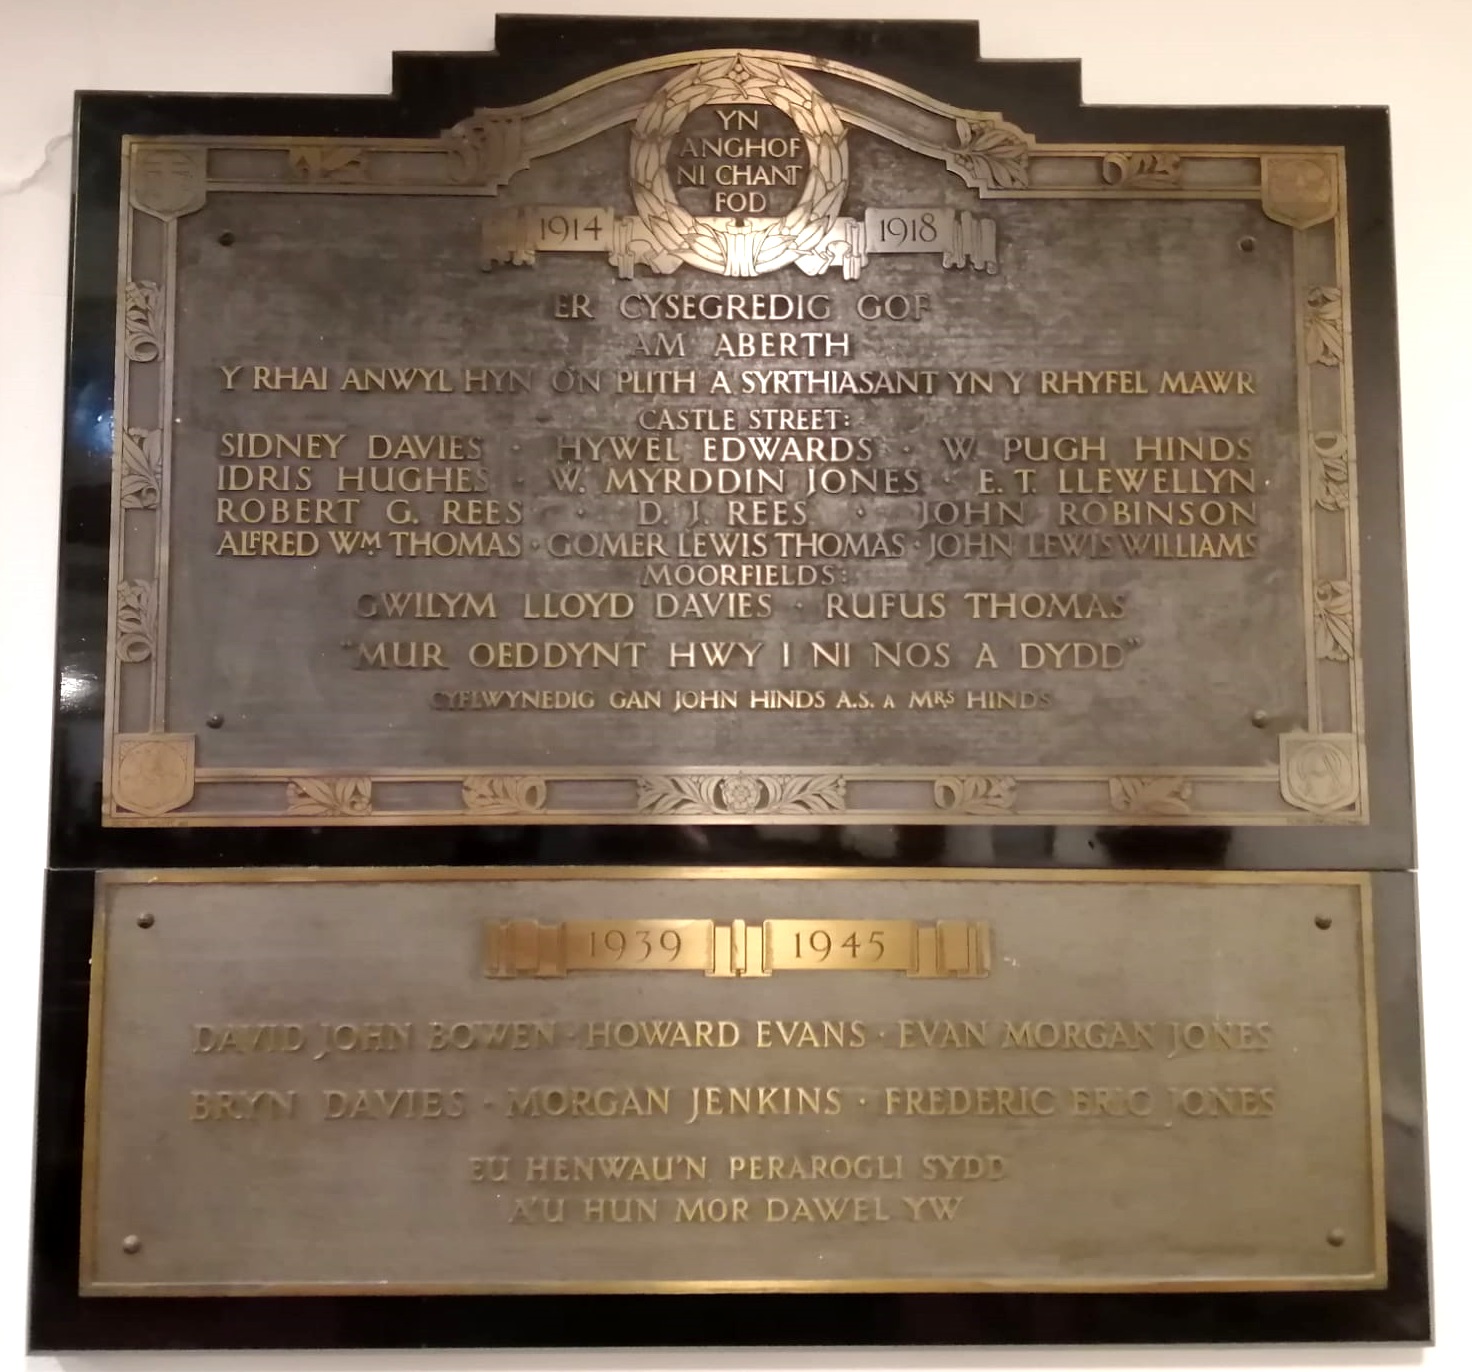 YN
ANGHOF
NI CHANT
FOD
1914 1918
ER CYSEGREDIG GOF
AM ABERTH
Y RHAI ANWYL HYN O'N PLITH A SYRTHIASANT YN Y RHYFEL MAWR
CASTLE STREET:
SIDNEY DAVIES · HYWEL EDWARDS · W. PUGH HINDS
IDRIS HUGHES · W. MYRDDIN JONES · E. T. LLEWELLYN
ROBERT G. REES · D. J. REES · JOHN ROBINSON
ALFRED WM. THOMAS · GOMER LEWIS THOMAS · JOHN LEWIS WILLIAMS
MOORFIELDS:
GWILYM LLOYD DAVIES · RUFUS THOMAS
"MUR OEDDYNT HWY I NI NOS A DYDD"
CYFLWYNEDIG GAN JOHN HINDS A.S. A MRS HINDS
1939 1945
DAVID JOHN BOWEN · HOWARD EVANS · EVAN MORGAN JONES
BRYN DAVIES · MORGAN JENKINS · FREDERIC ERIC JONES
EU HENWAU'N PERAROGLI SYDD
A'U HUN MOR DAWEL YW